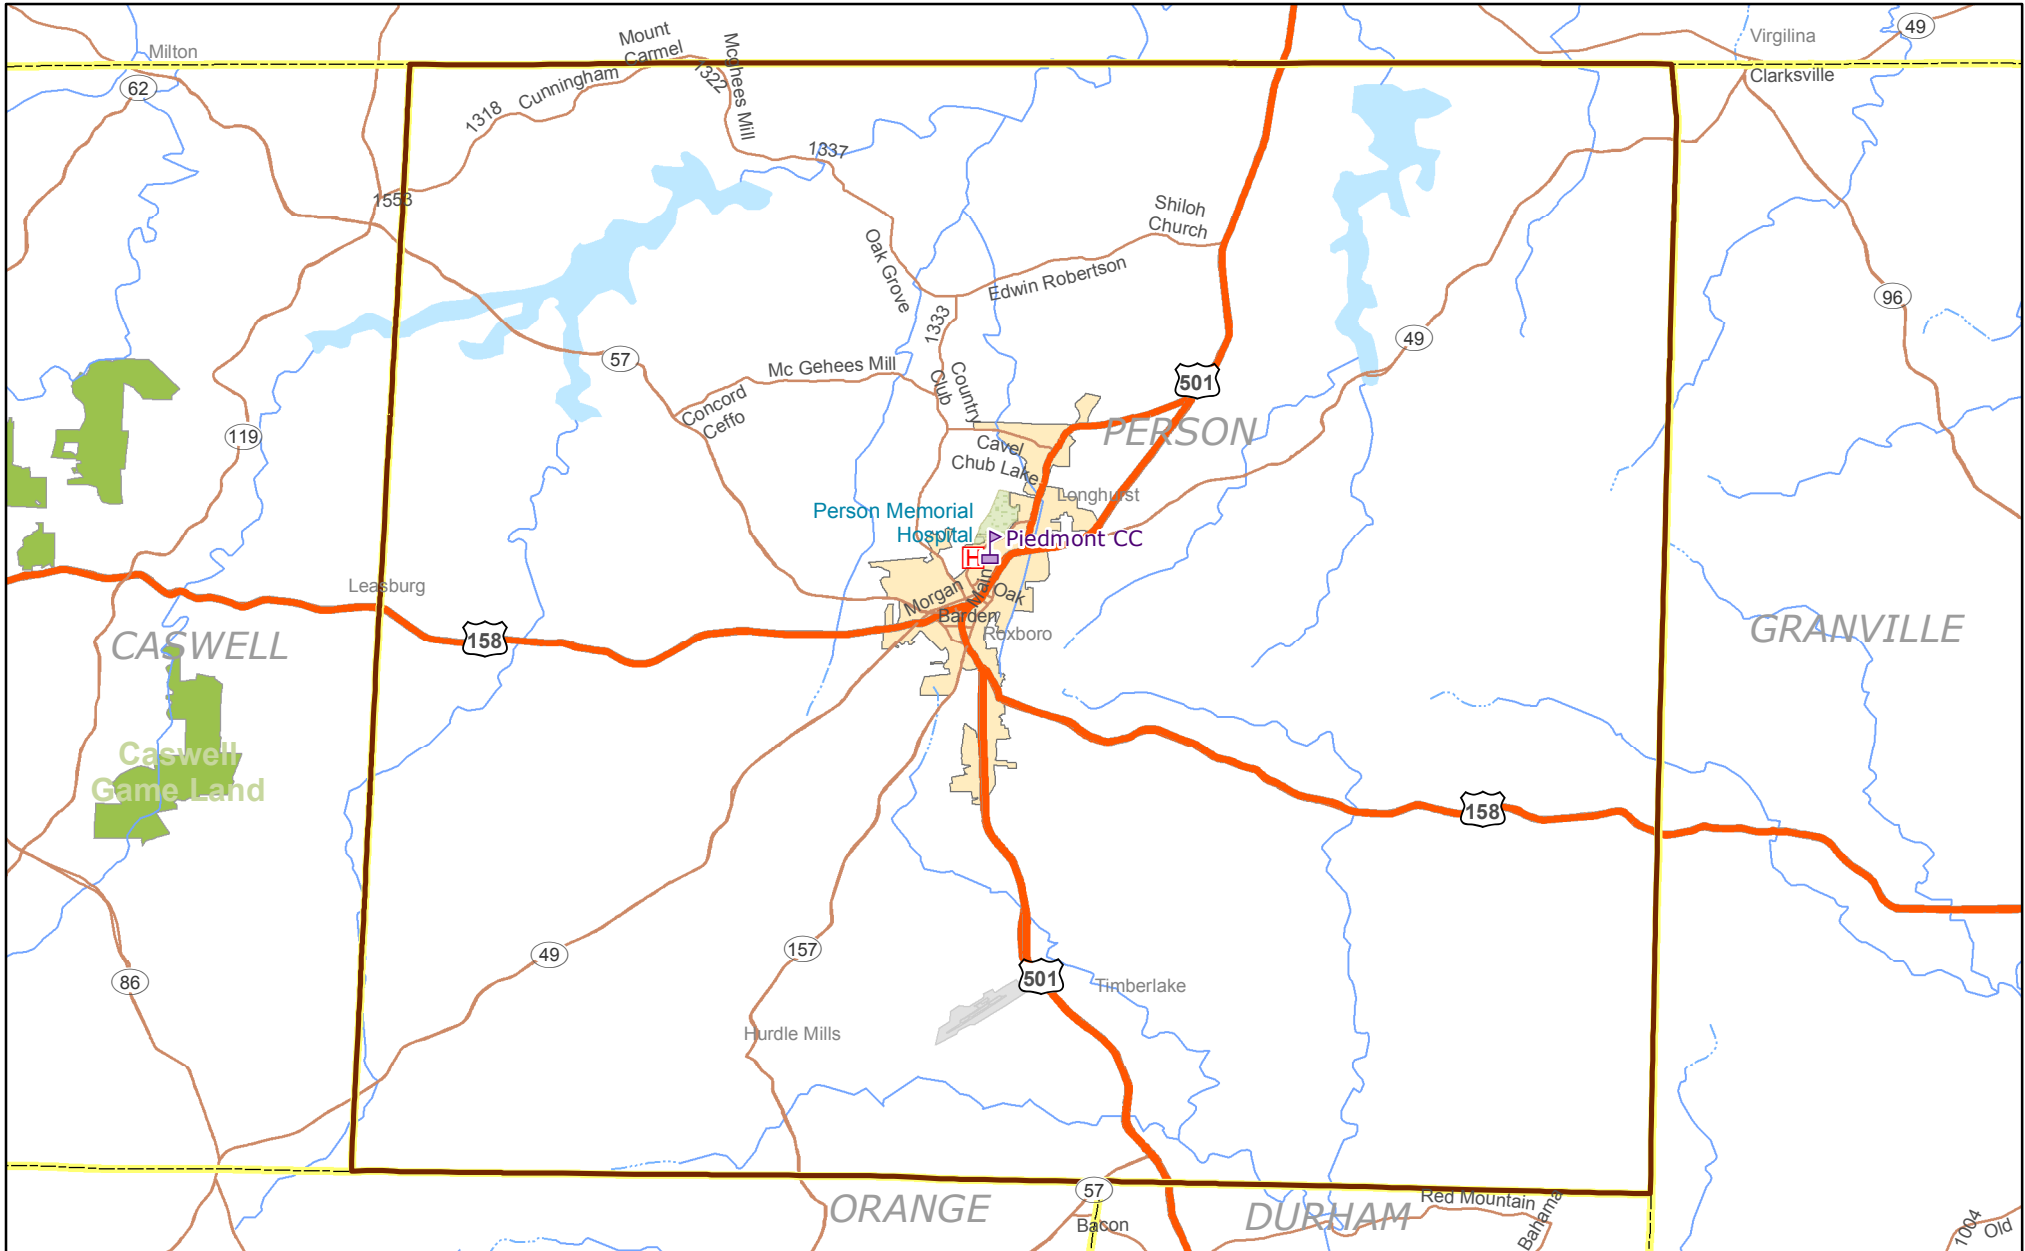 Milton
62
Mount
Carmel
Cunningham
1318
1322
Mcghees Mill
Virgilina
49
Clarksville
1337
1553
Shiloh
Church
Oak Grove
Edwin Robertson
96
1333
49
57
Mc Gehees Mill
501
Country
Club
Concord
Ceffo
PERSON
119
Cavel
Chub Lake
Longhurst
Person Memorial
Hospital
H
Piedmont CC
Leasburg
Morgan
Main
Oak
Barden
Roxboro
158
CASWELL
GRANVILLE
Caswell
Game Land
158
49
157
86
501
Timberlake
Hurdle Mills
57
ORANGE
Bacon
DURHAM
Red Mountain
Bahama
1004
Old